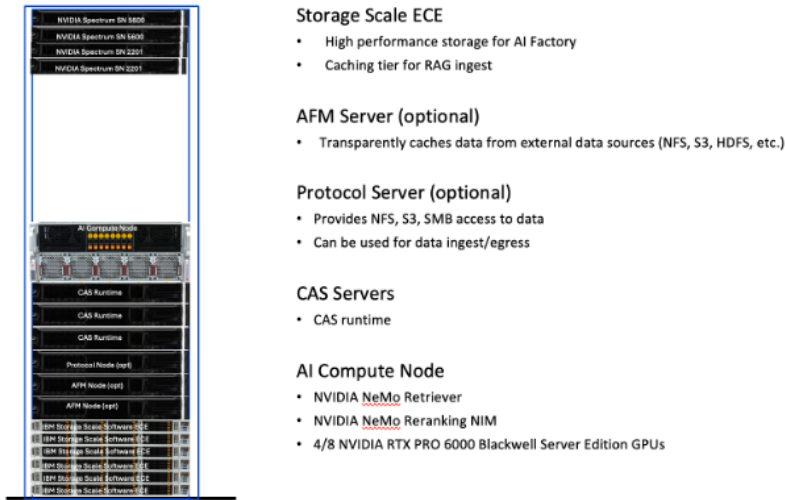 NVIDIA Spectrum SN 5600
NVIDIA Spectrum SN 5600
NVIDIA Spectrum SN 2201
NVIDIA Spectrum SN 2201
AI Compute Node
CAS Runtime
CAS Runtime
CAS Runtime
Protocol Node (opt)
AFM Node (opt)
AFM Node (opt)
IBM Storage Scale Software ECE
IBM Storage Scale Software ECE
IBM Storage Scale Software ECE
IBM Storage Scale Software ECE
IBM Storage Scale Software ECE
IBM Storage Scale Software ECE
Storage Scale ECE
• High performance storage for AI Factory
• Caching tier for RAG ingest
AFM Server (optional)
• Transparently caches data from external data sources (NFS, S3, HDFS, etc.)
Protocol Server (optional)
• Provides NFS, S3, SMB access to data
• Can be used for data ingest/egress
CAS Servers
• CAS runtime
AI Compute Node
• NVIDIA NeMo Retriever
• NVIDIA NeMo Reranking NIM
• 4/8 NVIDIA RTX PRO 6000 Blackwell Server Edition GPUs